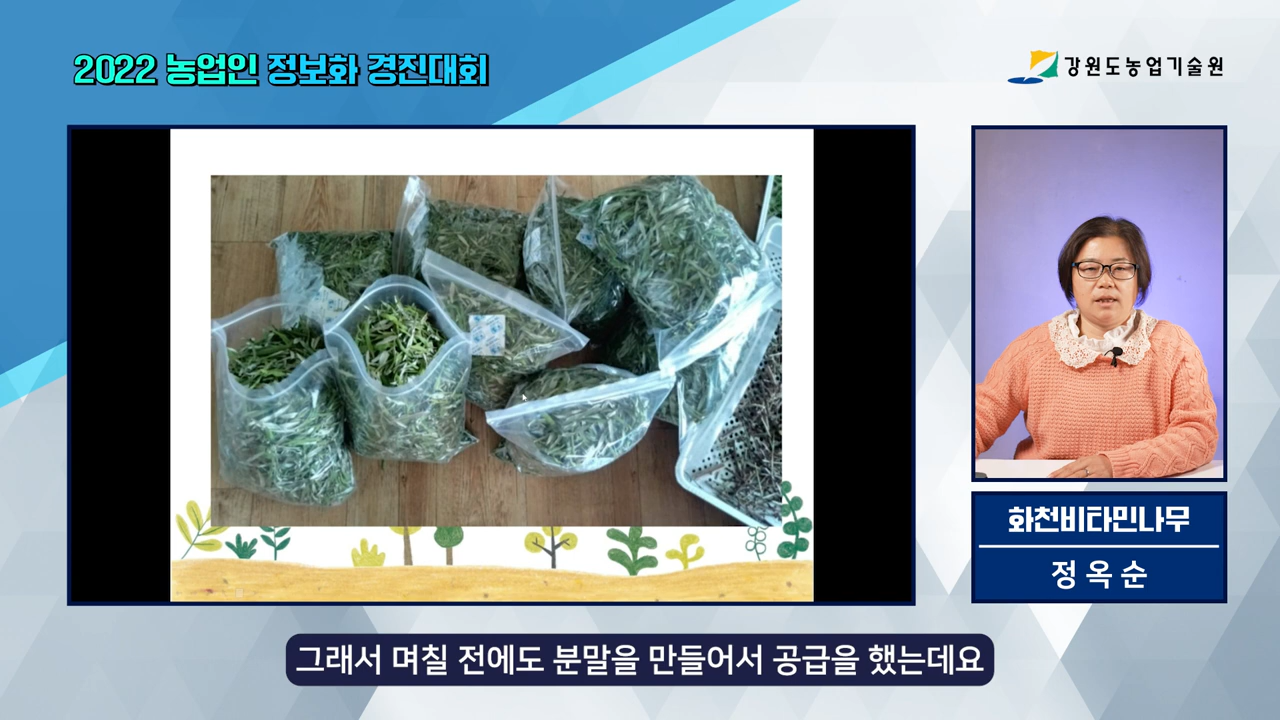 2022 농업인 정보화 경진대회
강원도농업기술원
화천비타민나무
정옥순
그래서 며칠 전에도 분말을 만들어서 공급을 했는데요